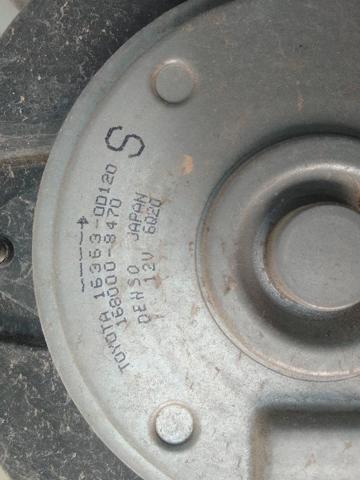 TOYOTA 16363-0D120
168000-8470
DENSO JAPAN
12V 6Q20
S